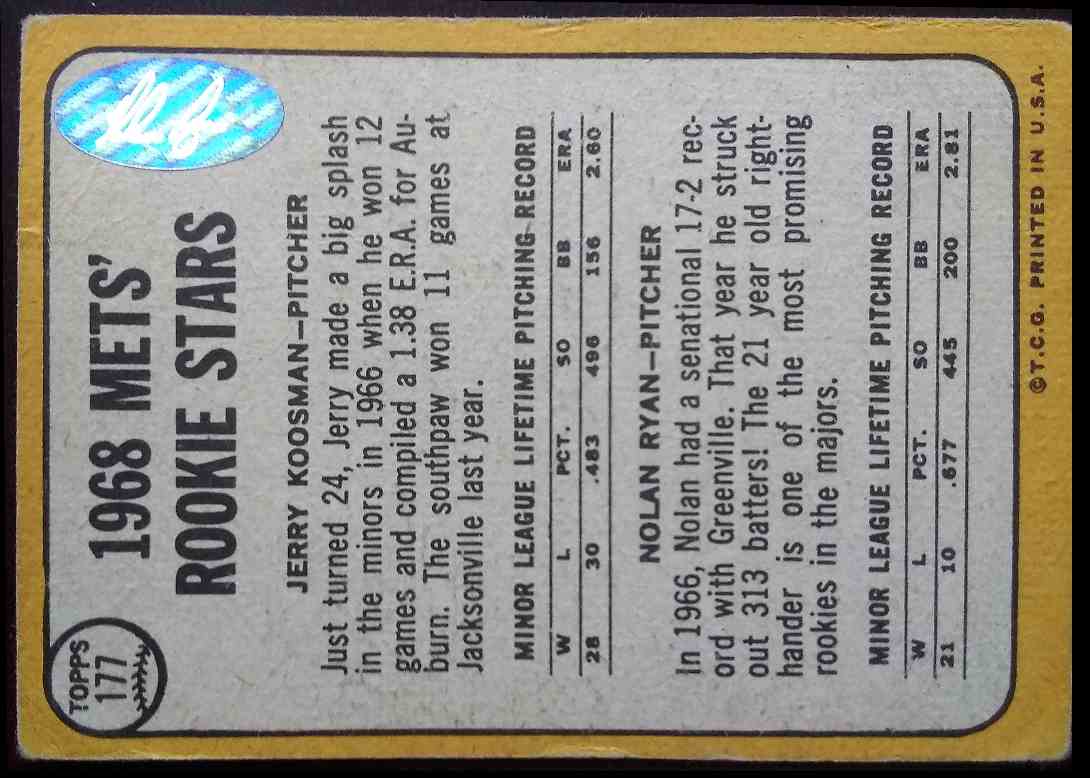 TOPPS
177
1968 METS'
ROOKIE STARS
JERRY KOOSMAN—PITCHER
Just turned 24, Jerry made a big splash
in the minors in 1966 when he won 12
games and compiled a 1.38 E.R.A. for Au-
burn. The southpaw won 11 games at
Jacksonville last year.
MINOR LEAGUE LIFETIME PITCHING RECORD
W L PCT. SO BB ERA
28 30 .483 496 156 2.60
NOLAN RYAN—PITCHER
In 1966, Nolan had a senational 17-2 rec-
ord with Greenville. That year he struck
out 313 batters! The 21 year old right-
hander is one of the most promising
rookies in the majors.
MINOR LEAGUE LIFETIME PITCHING RECORD
W L PCT. SO BB ERA
21 10 .677 445 200 2.81
©T.C.G. PRINTED IN U.S.A.